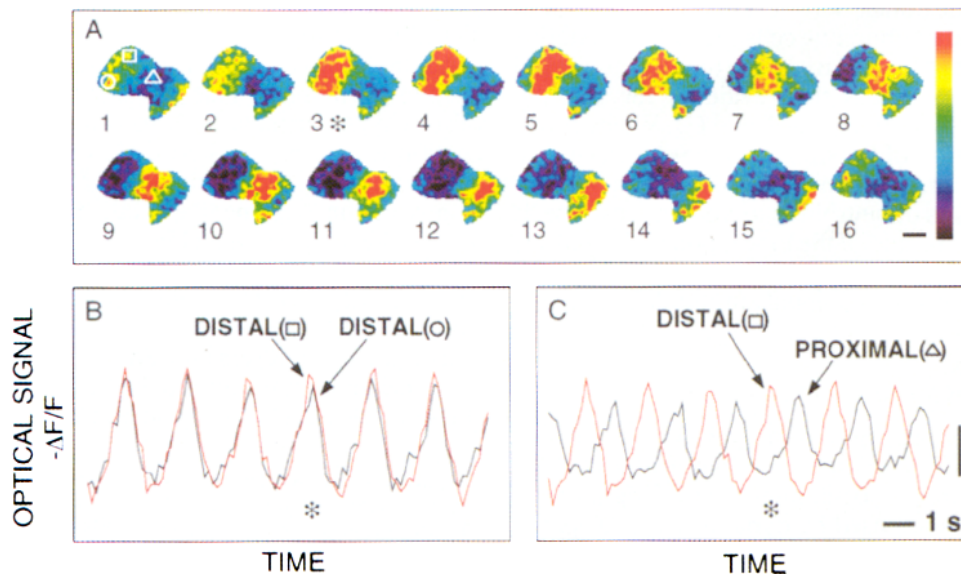 A
1 2 3 * 4 5 6 7 8
9 10 11 12 13 14 15 16
OPTICAL SIGNAL
-ΔF/F
B
DISTAL(□) DISTAL(○)
*
TIME
C
DISTAL(□)
PROXIMAL(△)
*
1 s
TIME